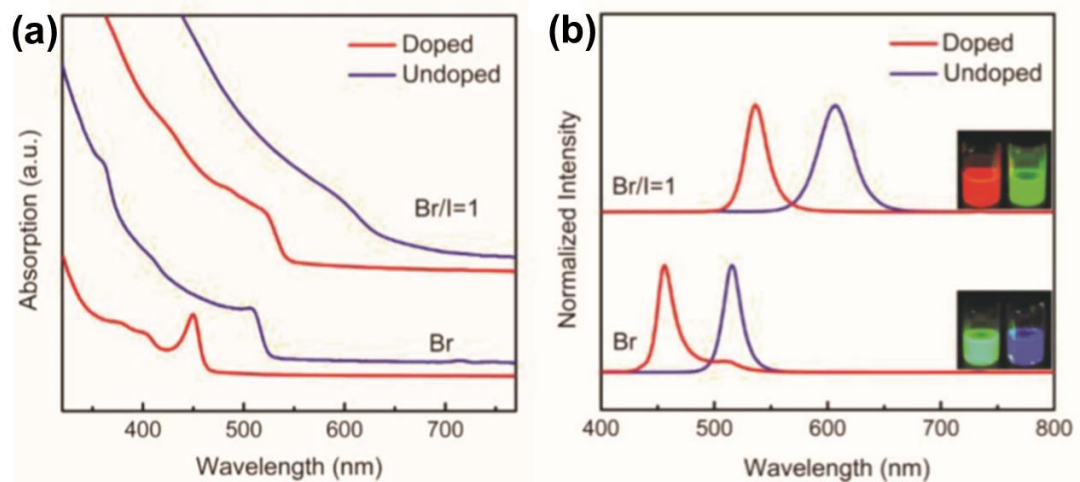 (a)
Doped
Undoped
Absorption (a.u.)
Br/I=1
Br
400 500 600 700
Wavelength (nm)
(b)
Doped
Undoped
Normalized Intensity
Br/I=1
Br
400 500 600 700 800
Wavelength (nm)